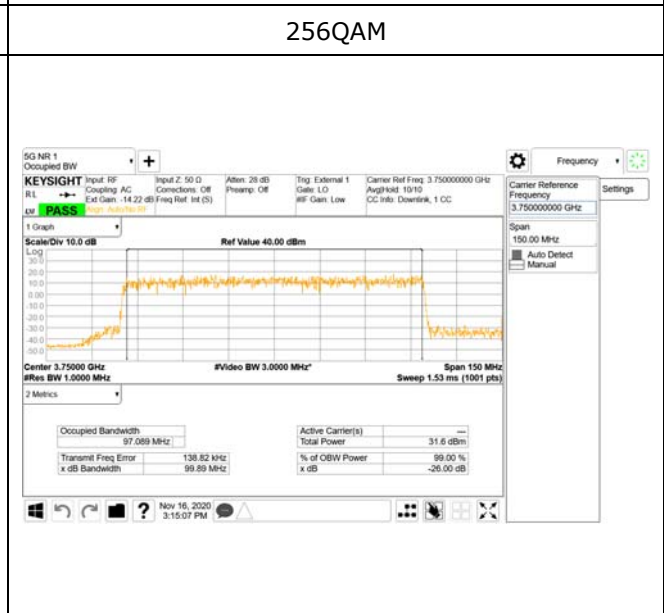 256QAM
5G NR 1
Occupied BW
+
Frequency
KEYSIGHT Input: RF Input Z: 50 Ω Atten: 28 dB Trig: External 1 Carrier Ref Freq: 3.750000000 GHz
RL Coupling: AC Corrections: Off Preamp: Off Gate: LO Avg|Hold: 10/10
Ext Gain: -14.22 dB Freq Ref: Int (S) #IF Gain: Low CC Info: Downlink, 1 CC
PASS Align: Auto/No RF
Carrier Reference
Frequency
3.750000000 GHz
Settings
Span
150.00 MHz
Auto Detect
Manual
1 Graph
Scale/Div 10.0 dB Ref Value 40.00 dBm
Log
30.0
20.0
10.0
0.00
-10.0
-20.0
-30.0
-40.0
-50.0
Center 3.75000 GHz #Video BW 3.0000 MHz* Span 150 MHz
#Res BW 1.0000 MHz Sweep 1.53 ms (1001 pts)
2 Metrics
Occupied Bandwidth
97.089 MHz
Transmit Freq Error 138.82 kHz
x dB Bandwidth 99.89 MHz
Active Carrier(s) ---
Total Power 31.6 dBm
% of OBW Power 99.00 %
x dB -26.00 dB
? Nov 16, 2020
3:15:07 PM